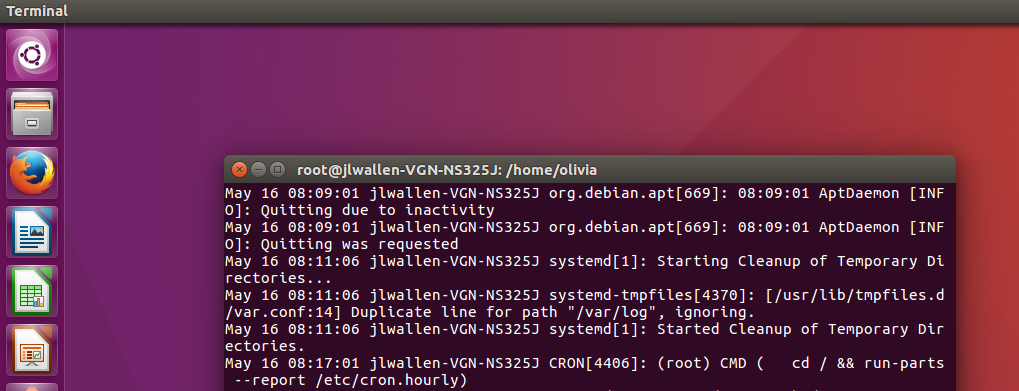 Terminal
root@jlwallen-VGN-NS325J: /home/olivia
May 16 08:09:01 jlwallen-VGN-NS325J org.debian.apt[669]: 08:09:01 AptDaemon [INF
O]: Quitting due to inactivity
May 16 08:09:01 jlwallen-VGN-NS325J org.debian.apt[669]: 08:09:01 AptDaemon [INF
O]: Quitting was requested
May 16 08:11:06 jlwallen-VGN-NS325J systemd[1]: Starting Cleanup of Temporary Di
rectories...
May 16 08:11:06 jlwallen-VGN-NS325J systemd-tmpfiles[4370]: [/usr/lib/tmpfiles.d
/var.conf:14] Duplicate line for path "/var/log", ignoring.
May 16 08:11:06 jlwallen-VGN-NS325J systemd[1]: Started Cleanup of Temporary Dir
ectories.
May 16 08:17:01 jlwallen-VGN-NS325J CRON[4406]: (root) CMD (   cd / && run-parts
 --report /etc/cron.hourly)